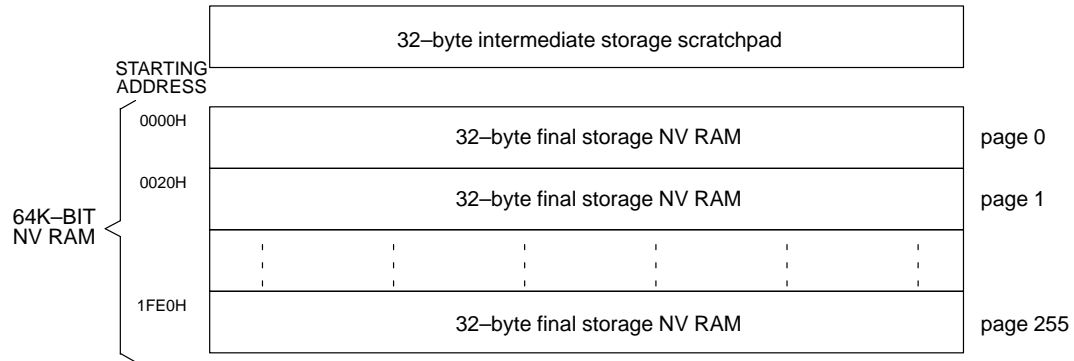 32–byte intermediate storage scratchpad
STARTING
ADDRESS
0000H
32–byte final storage NV RAM
page 0
0020H
32–byte final storage NV RAM
page 1
64K–BIT
NV RAM
1FE0H
32–byte final storage NV RAM
page 255